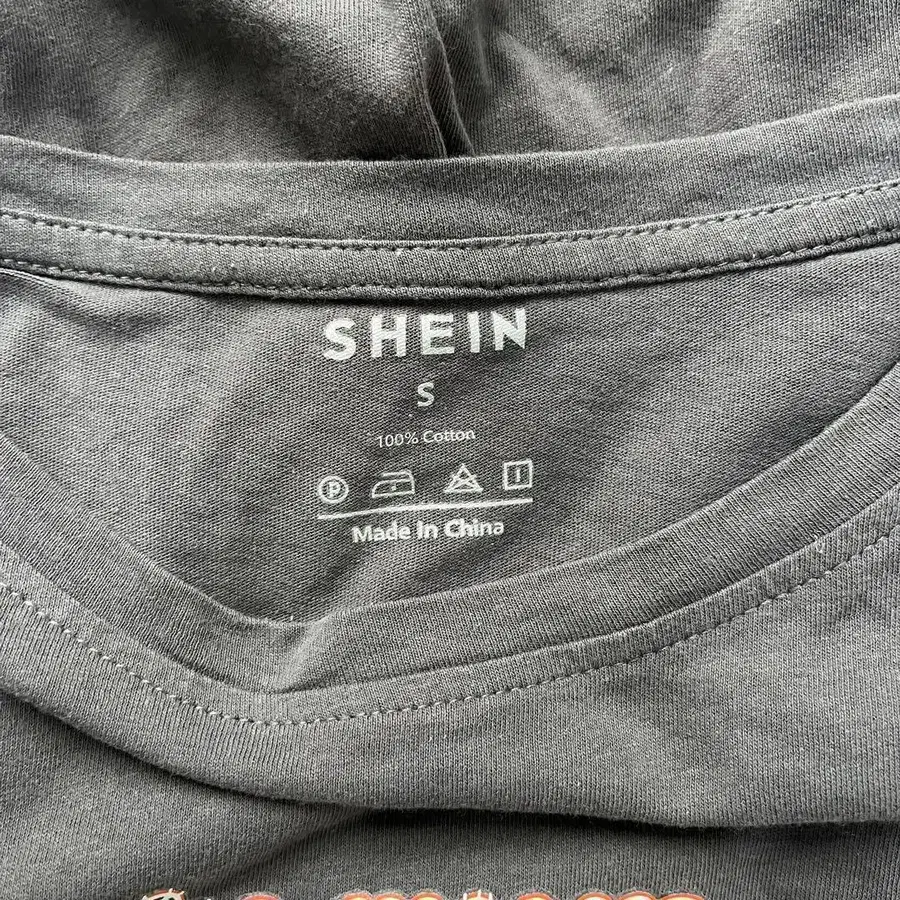 SHEIN
S
100% Cotton
P
Made In China